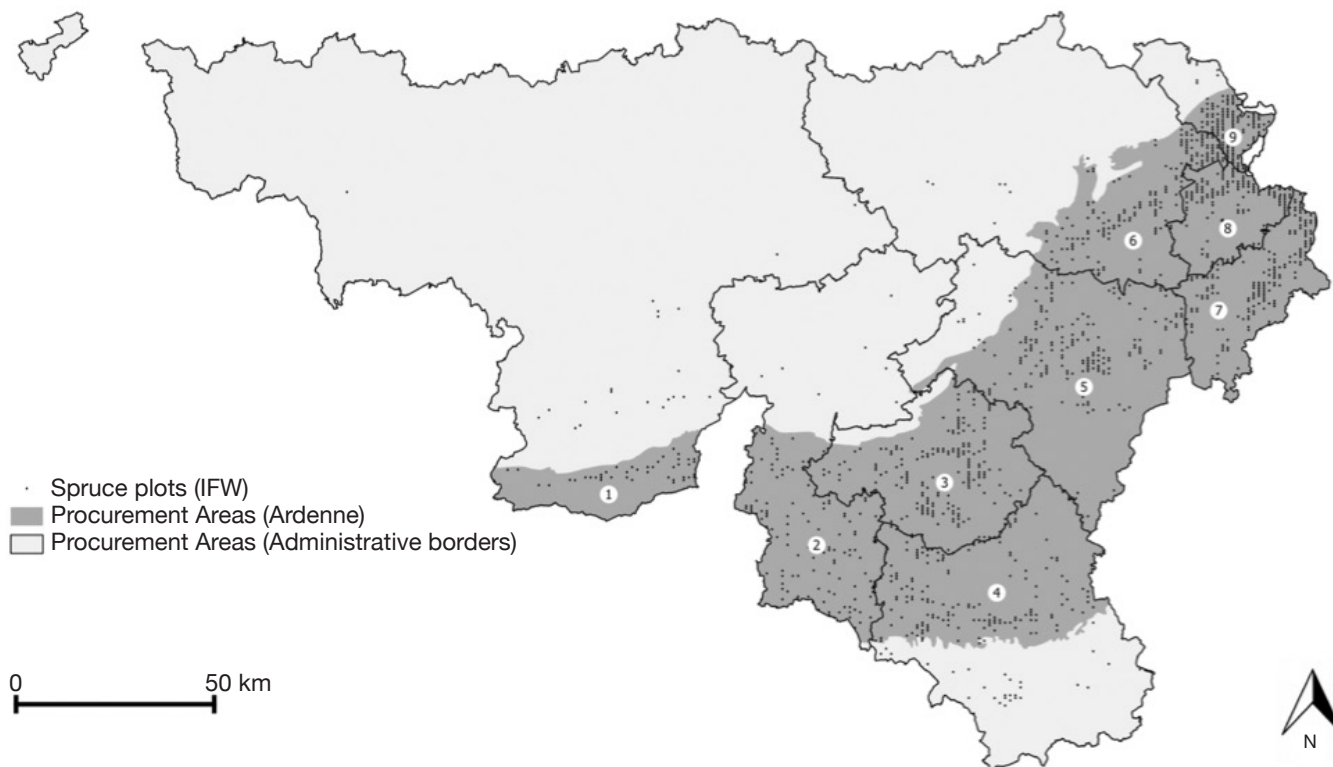 9
8
6
7
5
3
1
2
4
Spruce plots (IFW)
Procurement Areas (Ardenne)
Procurement Areas (Administrative borders)
0 50 km
N